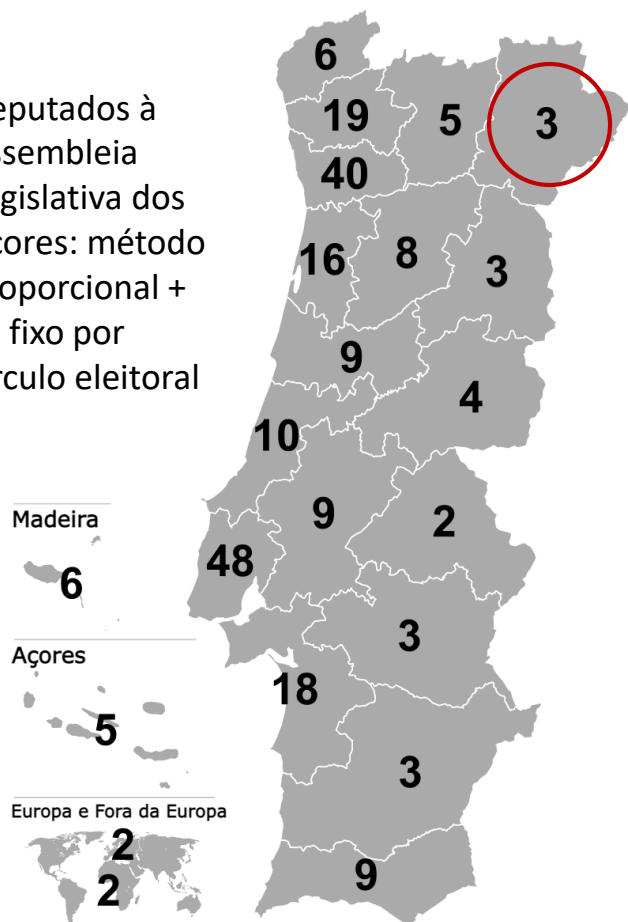 eputados à
ssembleia
gislativa dos
ores: método
oporcional +
fixo por
rculo eleitoral
6
19
5
3
40
16
8
3
9
4
10
9
2
48
3
18
3
9
Madeira
6
Açores
5
Europa e Fora da Europa
2
2